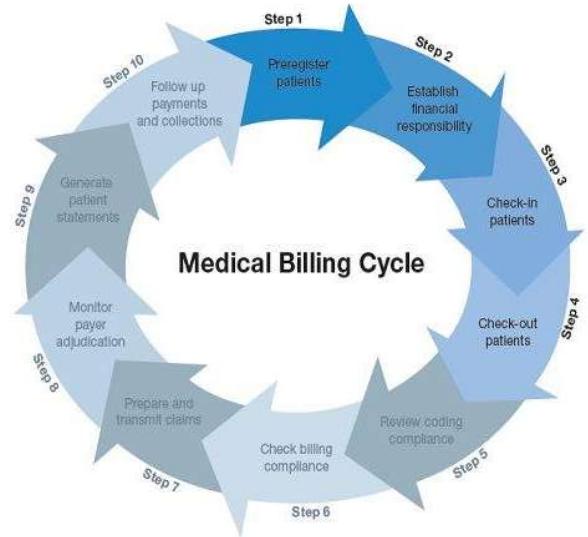 Step 1
Preregister
patients
Step 2
Establish
financial
responsibility
Step 3
Check-in
patients
Step 4
Check-out
patients
Step 5
Review coding
compliance
Step 6
Check billing
compliance
Step 7
Prepare and
transmit claims
Step 8
Monitor
payer
adjudication
Step 9
Generate
patient
statements
Step 10
Follow up
payments
and collections
Medical Billing Cycle